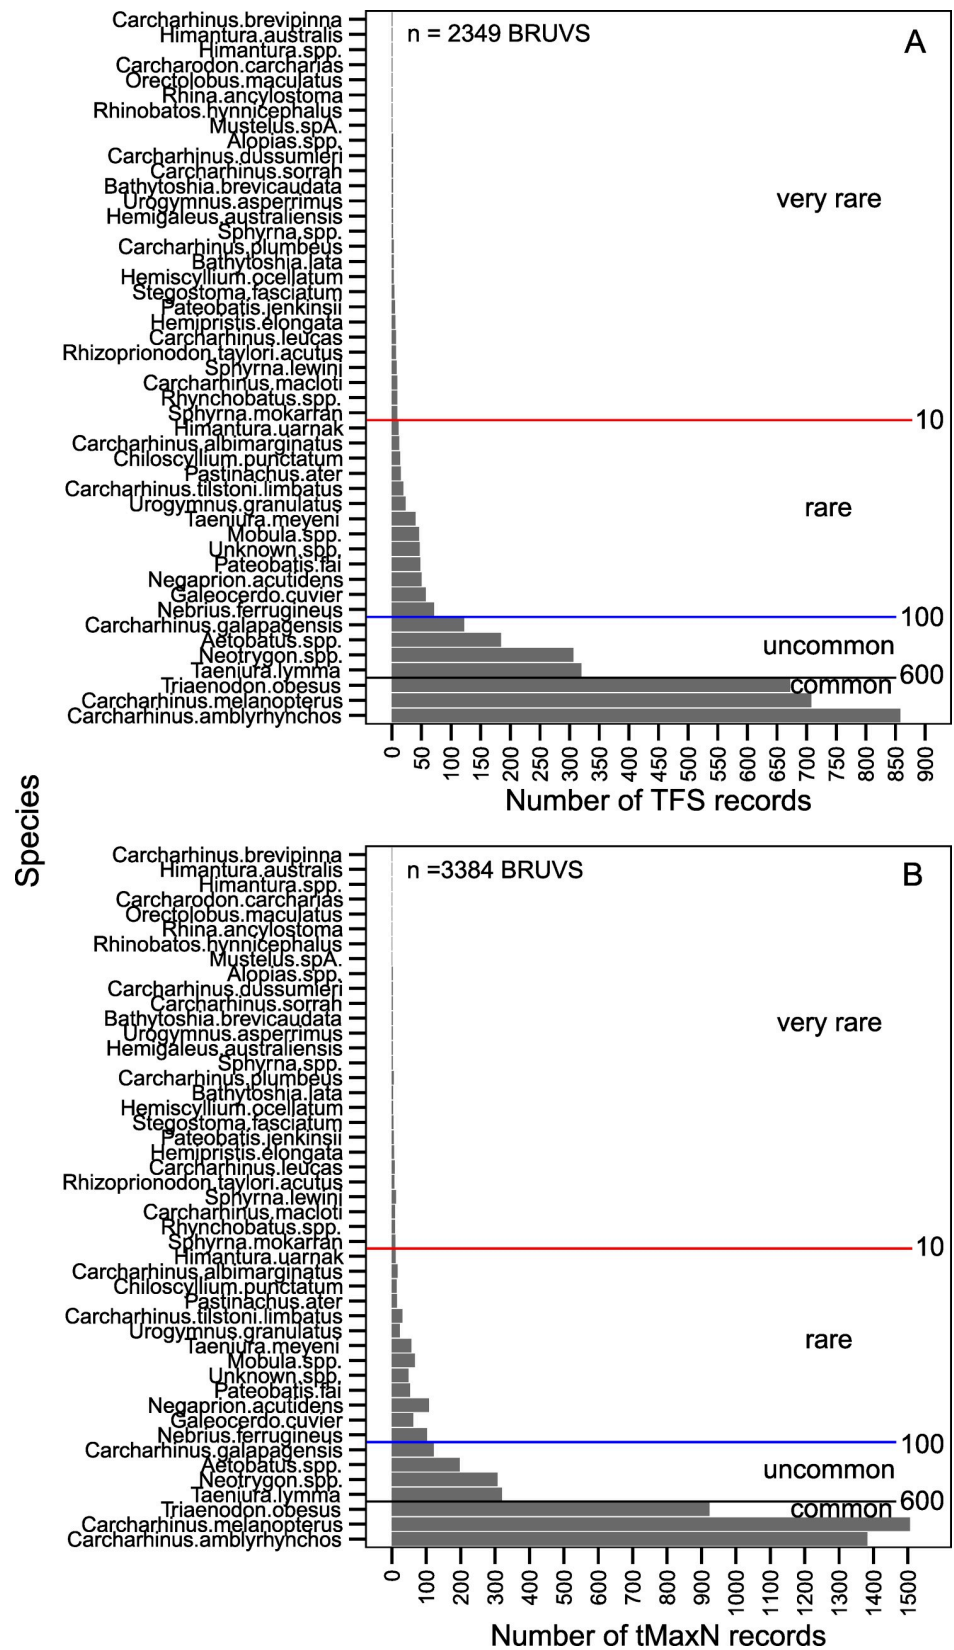 Species
n = 2349 BRUVS
A
Carcharhinus.brevipinna
Himantura.australis
Himantura.spp.
Carcharodon.carcharias
Orectolobus.maculatus
Rhina.ancylostoma
Rhinobatos.hynnicephalus
Mustelus.spA.
Alopias.spp.
Carcharhinus.dussumieri
Carcharhinus.sorrah
Bathytoshia.brevicaudata
Urogymnus.asperrimus
Hemigaleus.australiensis
Sphyrna.spp.
Carcharhinus.plumbeus
Bathytoshia.lata
Hemiscyllium.ocellatum
Stegostoma.fasciatum
Pateobatis.jenkinsii
Hemipristis.elongata
Carcharhinus.leucas
Rhizoprionodon.taylori.acutus
Sphyrna.lewini
Carcharhinus.macloti
Rhynchobatus.spp.
Sphyrna.mokarran
Himantura.uarnak
Carcharhinus.albimarginatus
Chiloscyllium.punctatum
Pastinachus.ater
Carcharhinus.tilstoni.limbatus
Urogymnus.granulatus
Taeniura.meyeni
Mobula.spp.
Unknown.spp.
Pateobatis.fai
Negaprion.acutidens
Galeocerdo.cuvier
Nebrius.ferrugineus
Carcharhinus.galapagensis
Aetobatus.spp.
Neotrygon.spp.
Taeniura.lymma
Triaenodon.obesus
Carcharhinus.melanopterus
Carcharhinus.amblyrhynchos
very rare
10
rare
100
uncommon
600
common
0 50 100 150 200 250 300 350 400 450 500 550 600 650 700 750 800 850 900
Number of TFS records
n =3384 BRUVS
B
Carcharhinus.brevipinna
Himantura.australis
Himantura.spp.
Carcharodon.carcharias
Orectolobus.maculatus
Rhina.ancylostoma
Rhinobatos.hynnicephalus
Mustelus.spA.
Alopias.spp.
Carcharhinus.dussumieri
Carcharhinus.sorrah
Bathytoshia.brevicaudata
Urogymnus.asperrimus
Hemigaleus.australiensis
Sphyrna.spp.
Carcharhinus.plumbeus
Bathytoshia.lata
Hemiscyllium.ocellatum
Stegostoma.fasciatum
Pateobatis.jenkinsii
Hemipristis.elongata
Carcharhinus.leucas
Rhizoprionodon.taylori.acutus
Sphyrna.lewini
Carcharhinus.macloti
Rhynchobatus.spp.
Sphyrna.mokarran
Himantura.uarnak
Carcharhinus.albimarginatus
Chiloscyllium.punctatum
Pastinachus.ater
Carcharhinus.tilstoni.limbatus
Urogymnus.granulatus
Taeniura.meyeni
Mobula.spp.
Unknown.spp.
Pateobatis.fai
Negaprion.acutidens
Galeocerdo.cuvier
Nebrius.ferrugineus
Carcharhinus.galapagensis
Aetobatus.spp.
Neotrygon.spp.
Taeniura.lymma
Triaenodon.obesus
Carcharhinus.melanopterus
Carcharhinus.amblyrhynchos
very rare
10
rare
100
uncommon
600
common
0 100 200 300 400 500 600 700 800 900 1000 1100 1200 1300 1400 1500
Number of tMaxN records